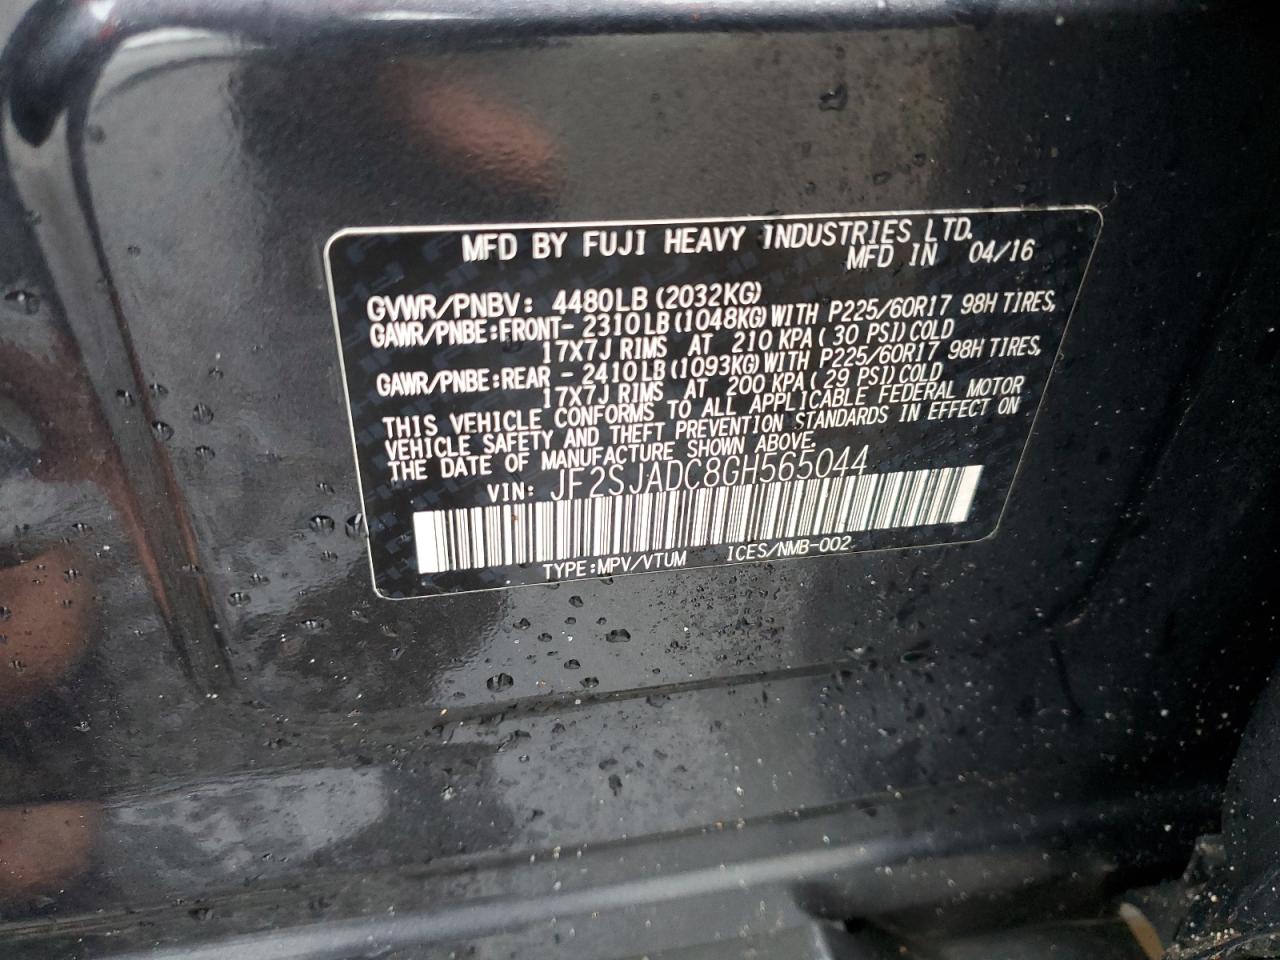 MFD BY FUJI HEAVY INDUSTRIES LTD.
MFD IN 04/16
GVWR/PNBV: 4480LB (2032KG)
GAWR/PNBE:FRONT- 2310LB (1048KG) WITH P225/60R17 98H TIRES,
17X7J RIMS AT 210 KPA ( 30 PSI) COLD
GAWR/PNBE:REAR - 2410LB (1093KG) WITH P225/60R17 98H TIRES,
17X7J RIMS AT 200 KPA ( 29 PSI) COLD
THIS VEHICLE CONFORMS TO ALL APPLICABLE FEDERAL MOTOR
VEHICLE SAFETY AND THEFT PREVENTION STANDARDS IN EFFECT ON
THE DATE OF MANUFACTURE SHOWN ABOVE.
VIN: JF2SJADC8GH565044
TYPE:MPV/VTUM ICES/NMB-002